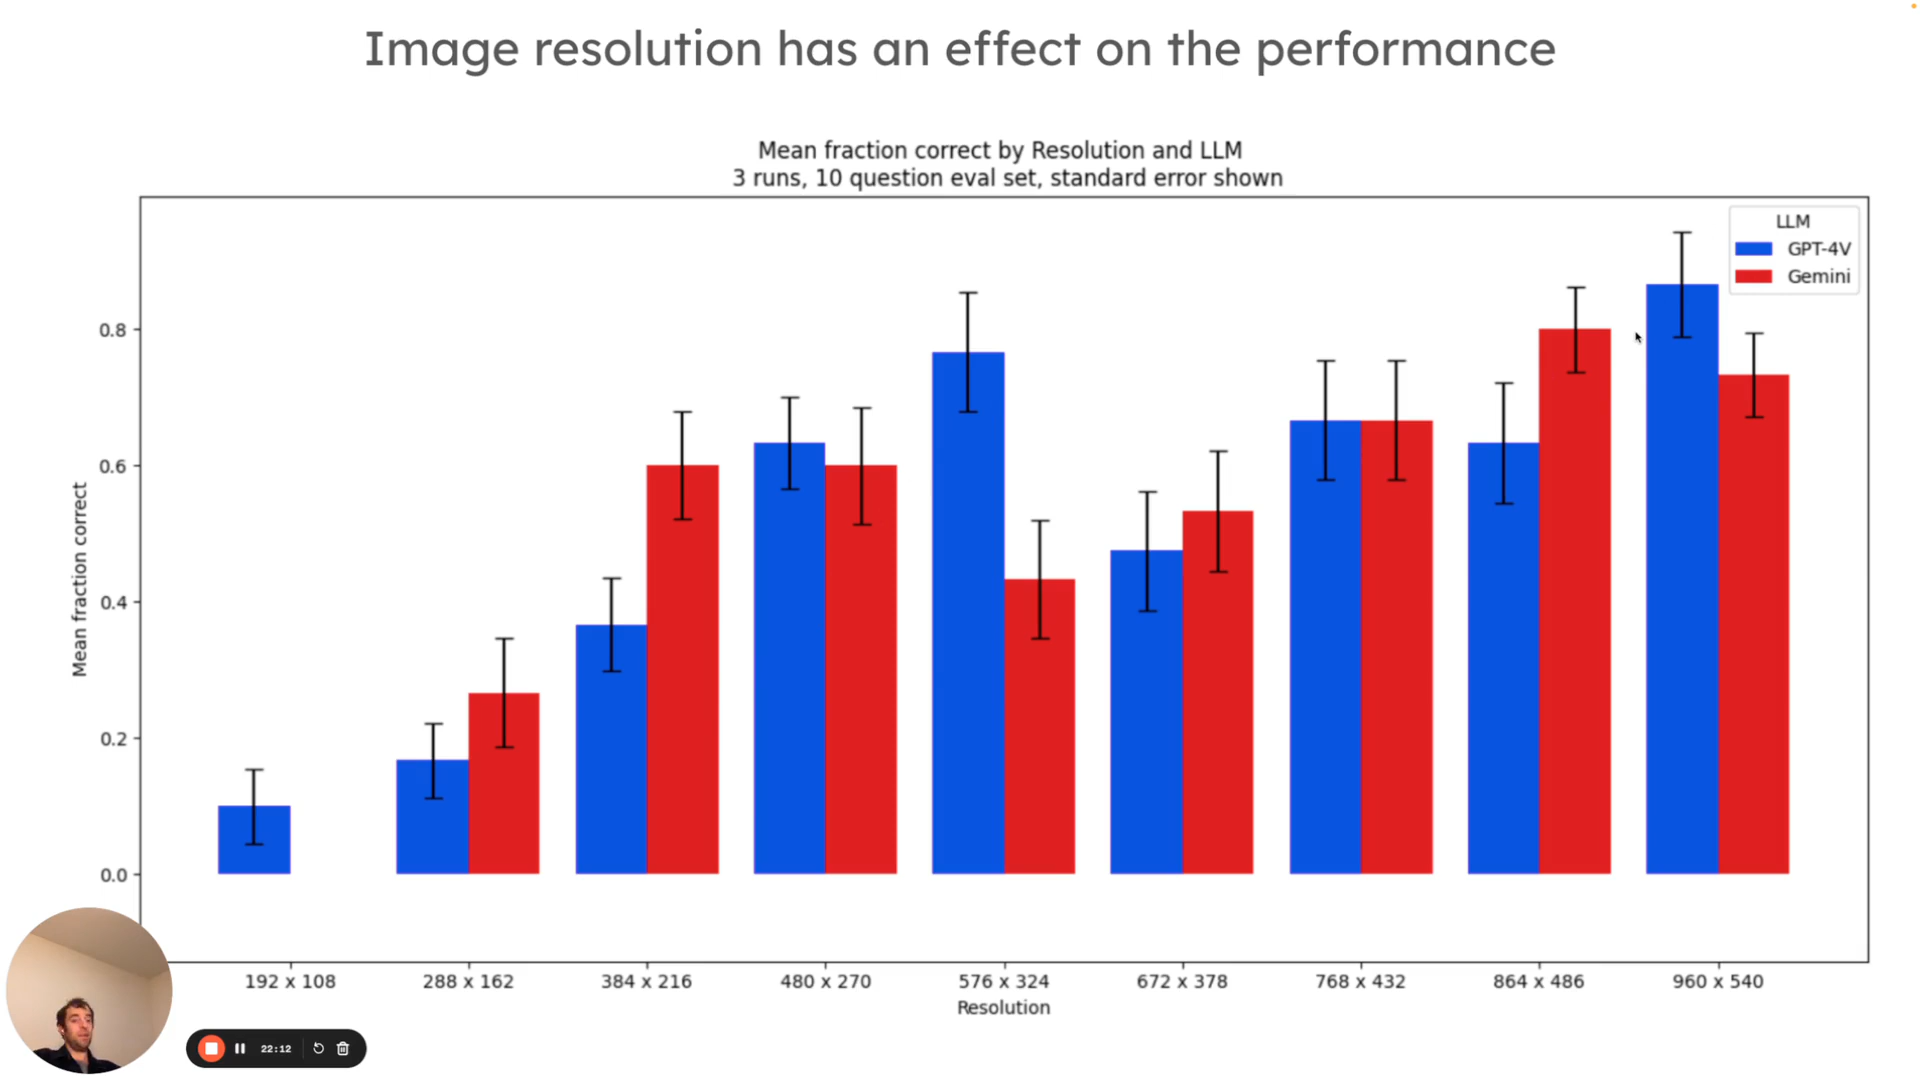 Image resolution has an effect on the performance
Mean fraction correct by Resolution and LLM
3 runs, 10 question eval set, standard error shown
LLM
GPT-4V
Gemini
0.8
0.6
0.4
0.2
0.0
Mean fraction correct
192 x 108
288 x 162
384 x 216
480 x 270
576 x 324
672 x 378
768 x 432
864 x 486
960 x 540
Resolution
22:12